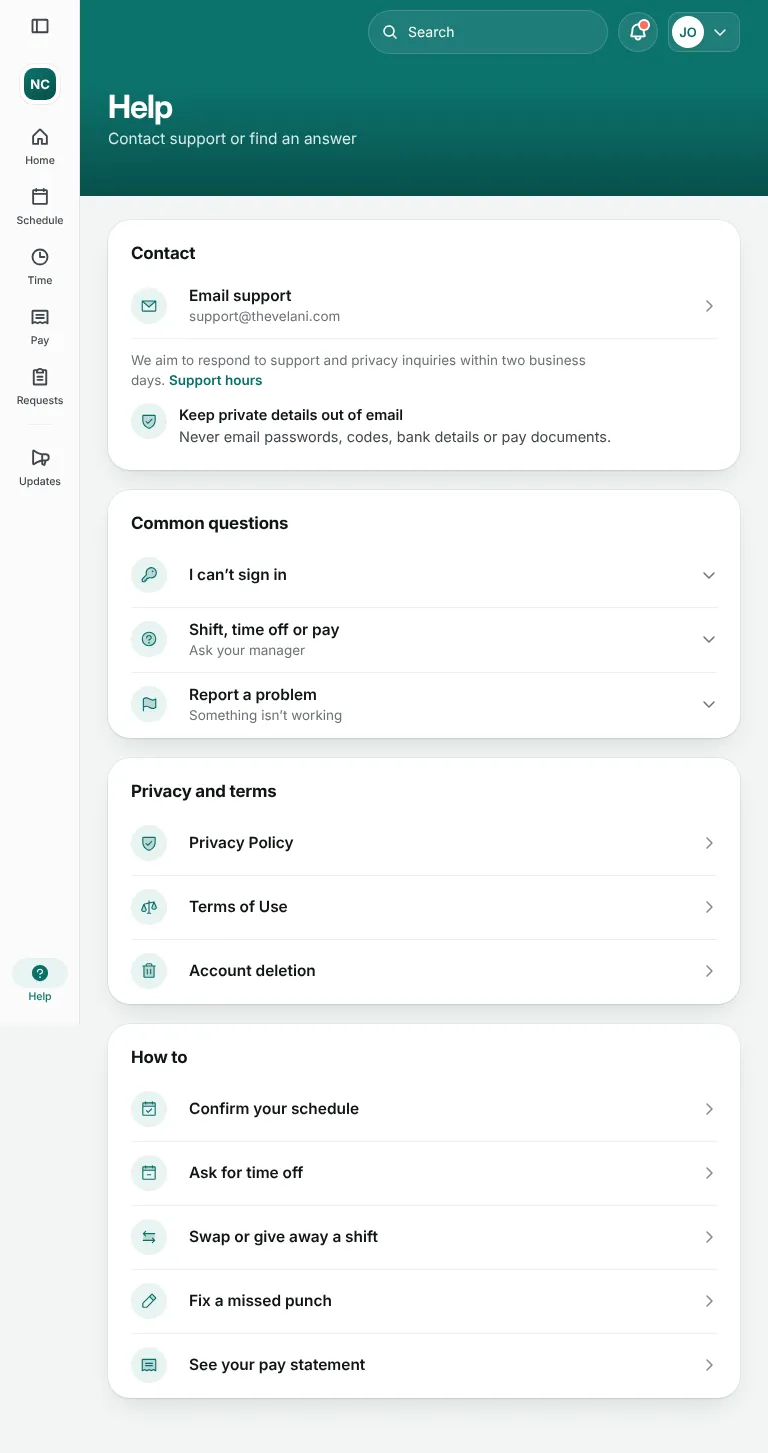 NC
Home
Schedule
Time
Pay
Requests
Updates
Help
Search
JO
Help
Contact support or find an answer
Contact
Email support
support@thevelani.com
We aim to respond to support and privacy inquiries within two business
days. Support hours
Keep private details out of email
Never email passwords, codes, bank details or pay documents.
Common questions
I can’t sign in
Shift, time off or pay
Ask your manager
Report a problem
Something isn’t working
Privacy and terms
Privacy Policy
Terms of Use
Account deletion
How to
Confirm your schedule
Ask for time off
Swap or give away a shift
Fix a missed punch
See your pay statement